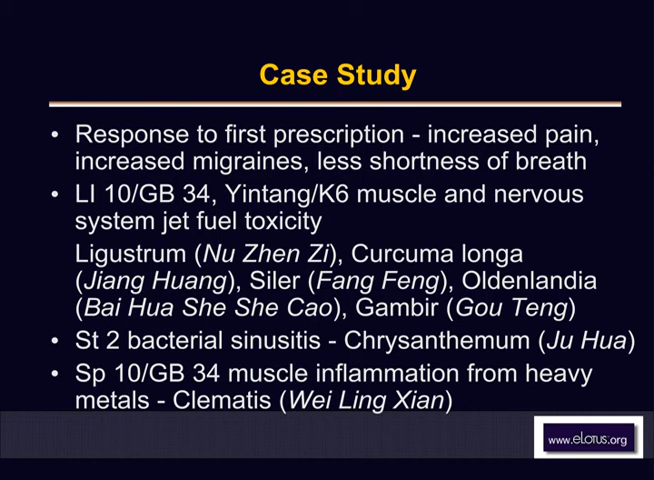 Case Study
• Response to first prescription - increased pain,
increased migraines, less shortness of breath
• LI 10/GB 34, Yintang/K6 muscle and nervous
system jet fuel toxicity
Ligustrum (Nu Zhen Zi), Curcuma longa
(Jiang Huang), Siler (Fang Feng), Oldenlandia
(Bai Hua She She Cao), Gambir (Gou Teng)
• St 2 bacterial sinusitis - Chrysanthemum (Ju Hua)
• Sp 10/GB 34 muscle inflammation from heavy
metals - Clematis (Wei Ling Xian)
www.eLotus.org